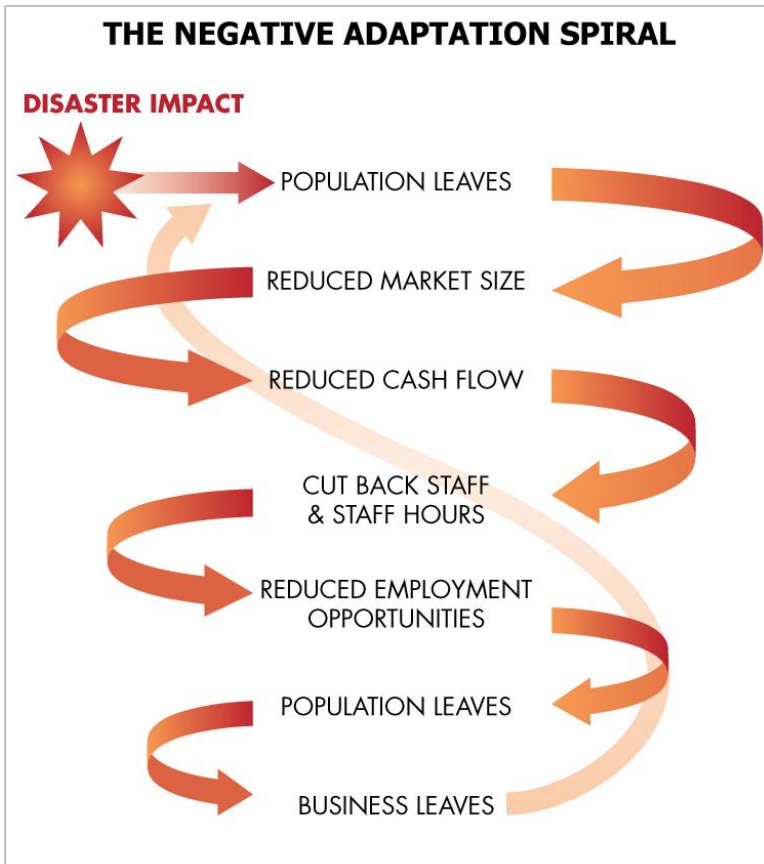 THE NEGATIVE ADAPTATION SPIRAL
DISASTER IMPACT
POPULATION LEAVES
REDUCED MARKET SIZE
REDUCED CASH FLOW
CUT BACK STAFF
& STAFF HOURS
REDUCED EMPLOYMENT
OPPORTUNITIES
POPULATION LEAVES
BUSINESS LEAVES